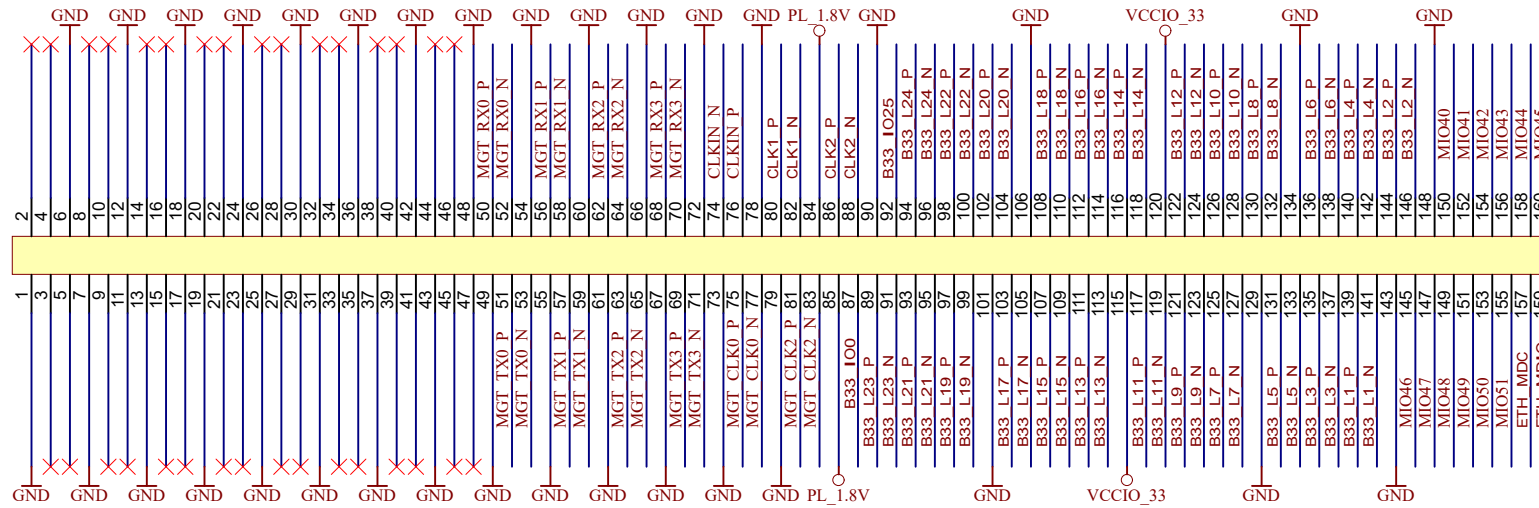 GND GND GND GND GND GND GND GND GND GND GND GND GND PL_1.8V GND GND VCCIO_33 GND GND
MGT_RX0_P
MGT_RX0_N
MGT_RX1_P
MGT_RX1_N
MGT_RX2_P
MGT_RX2_N
MGT_RX3_P
MGT_RX3_N
CLKIN_N
CLKIN_P
CLK1_P
CLK1_N
CLK2_P
CLK2_N
B33_IO25
B33_L24_P
B33_L24_N
B33_L22_P
B33_L22_N
B33_L20_P
B33_L20_N
B33_L18_P
B33_L18_N
B33_L16_P
B33_L16_N
B33_L14_P
B33_L14_N
B33_L12_P
B33_L12_N
B33_L10_P
B33_L10_N
B33_L8_P
B33_L8_N
B33_L6_P
B33_L6_N
B33_L4_P
B33_L4_N
B33_L2_P
B33_L2_N
MIO40
MIO41
MIO42
MIO43
MIO44
MIO45
2 4 6 8 10 12 14 16 18 20 22 24 26 28 30 32 34 36 38 40 42 44 46 48 50 52 54 56 58 60 62 64 66 68 70 72 74 76 78 80 82 84 86 88 90 92 94 96 98 100 102 104 106 108 110 112 114 116 118 120 122 124 126 128 130 132 134 136 138 140 142 144 146 148 150 152 154 156 158 160
1 3 5 7 9 11 13 15 17 19 21 23 25 27 29 31 33 35 37 39 41 43 45 47 49 51 53 55 57 59 61 63 65 67 69 71 73 75 77 79 81 83 85 87 89 91 93 95 97 99 101 103 105 107 109 111 113 115 117 119 121 123 125 127 129 131 133 135 137 139 141 143 145 147 149 151 153 155 157 159
MGT_TX0_P
MGT_TX0_N
MGT_TX1_P
MGT_TX1_N
MGT_TX2_P
MGT_TX2_N
MGT_TX3_P
MGT_TX3_N
MGT_CLK0_P
MGT_CLK0_N
MGT_CLK2_P
MGT_CLK2_N
B33_IO0
B33_L23_P
B33_L23_N
B33_L21_P
B33_L21_N
B33_L19_P
B33_L19_N
B33_L17_P
B33_L17_N
B33_L15_P
B33_L15_N
B33_L13_P
B33_L13_N
B33_L11_P
B33_L11_N
B33_L9_P
B33_L9_N
B33_L7_P
B33_L7_N
B33_L5_P
B33_L5_N
B33_L3_P
B33_L3_N
B33_L1_P
B33_L1_N
MIO46
MIO47
MIO48
MIO49
MIO50
MIO51
ETH_MDC
GND GND GND GND GND GND GND GND GND GND GND GND GND GND PL_1.8V GND VCCIO_33 GND GND